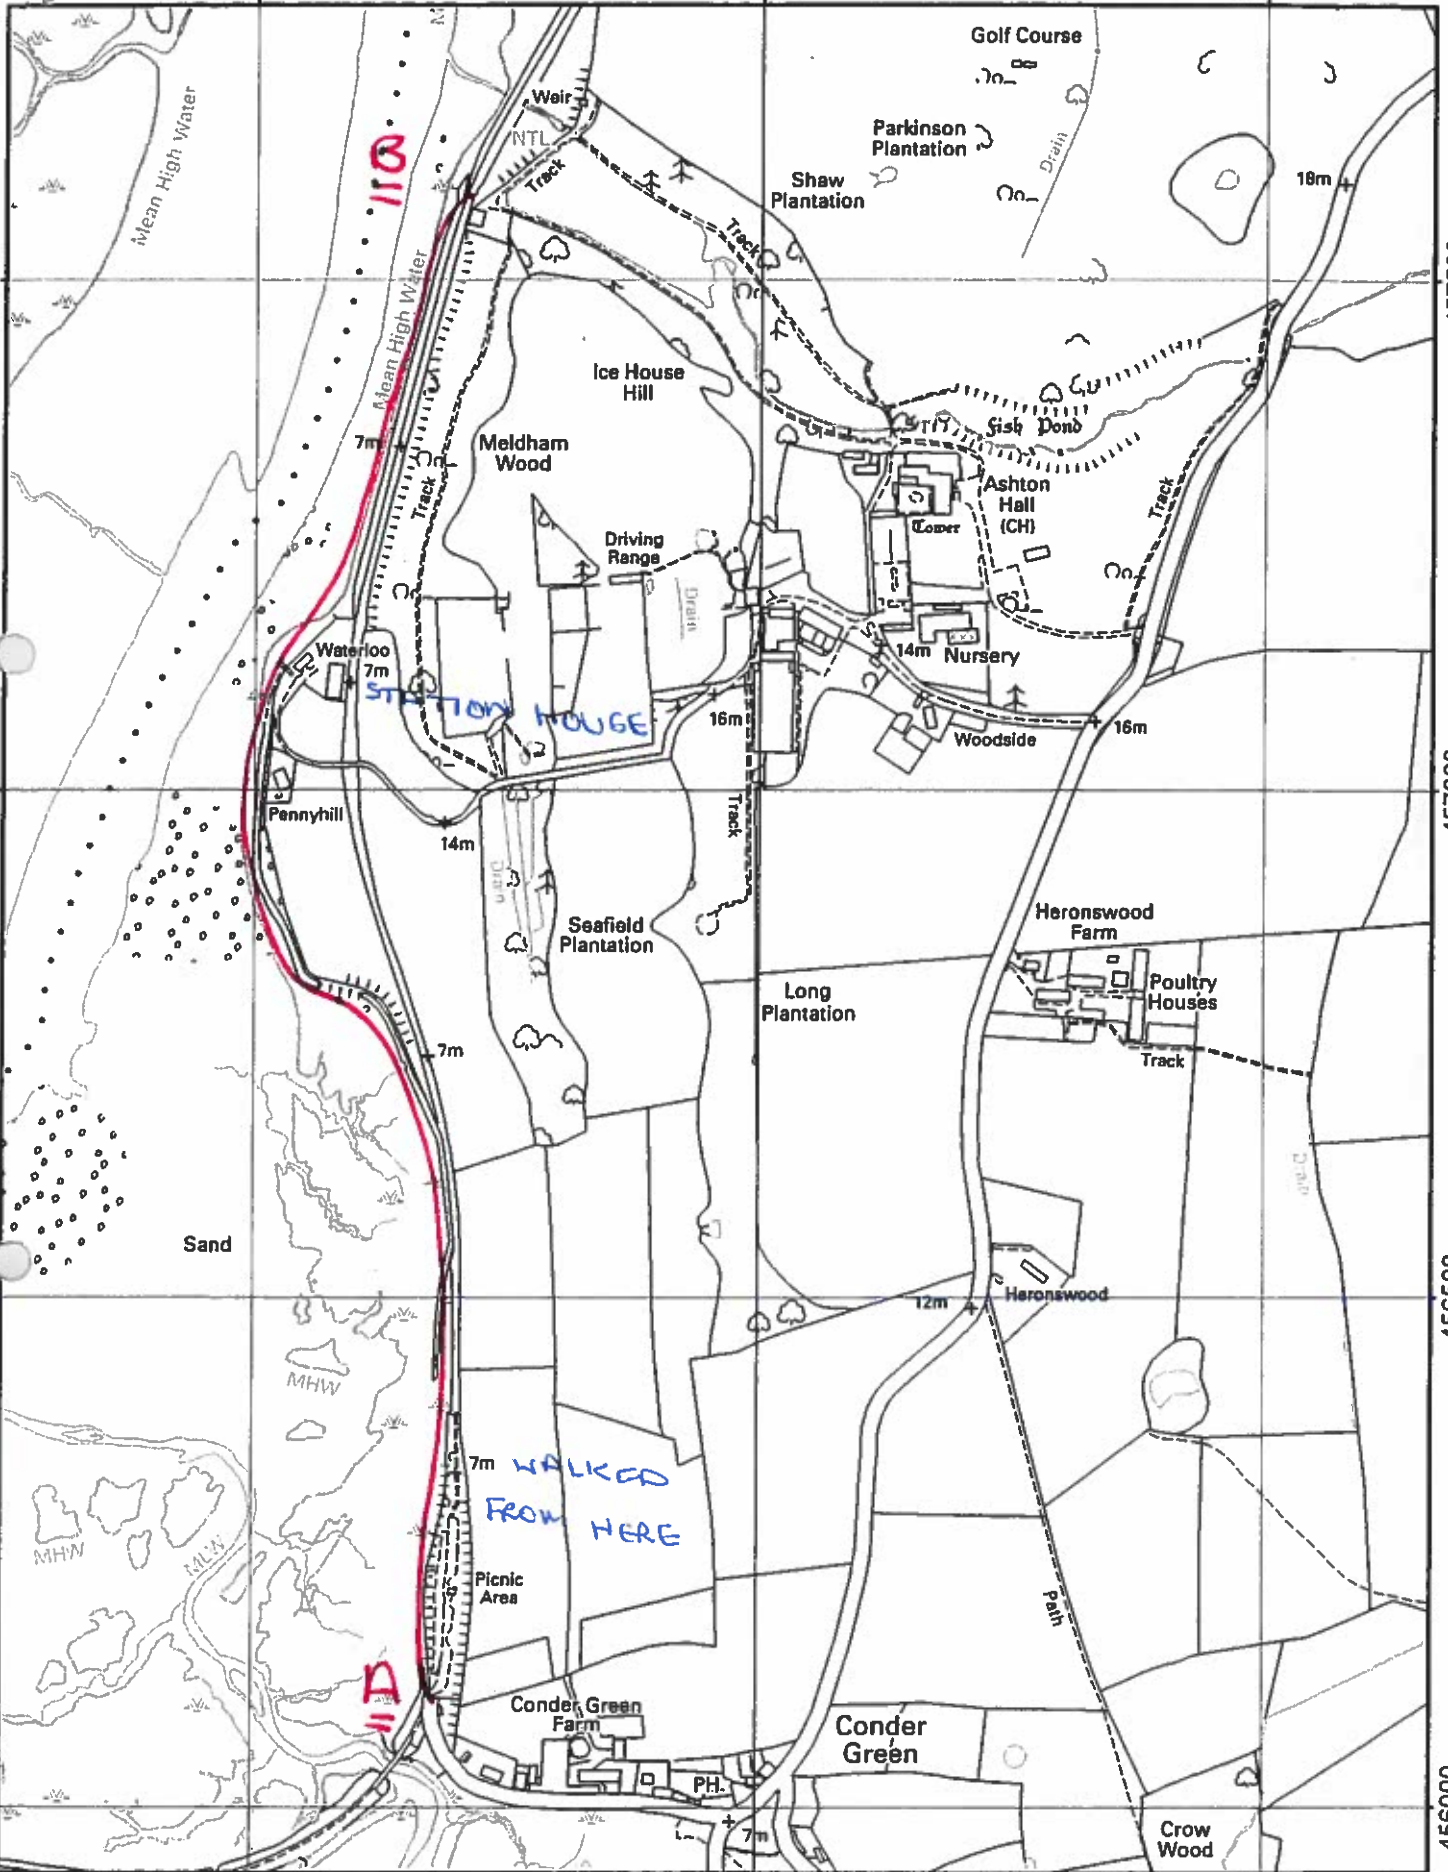 Golf Course
Mean High Water
Weir
NTL
Track
B
Parkinson
Plantation
Drain
Shaw
Plantation
18m
Track
Mean High Water
Ice House
Hill
Fish Pond
7m
Meldham
Wood
Track
Ashton
Hall
(CH)
Tower
Track
Driving
Range
Drain
Waterloo
7m
14m
Nursery
STATION HOUSE
16m
Woodside
16m
Pennyhill
14m
Track
Drain
Seafield
Plantation
Heronswood
Farm
Long
Plantation
Poultry
Houses
7m
Track
Drain
Sand
12m
Heronswood
MHW
7m
WALKED
FROM HERE
MHW
MLW
Picnic
Area
Path
A
Conder Green
Farm
Conder
Green
PH
7m
Crow
Wood
456000